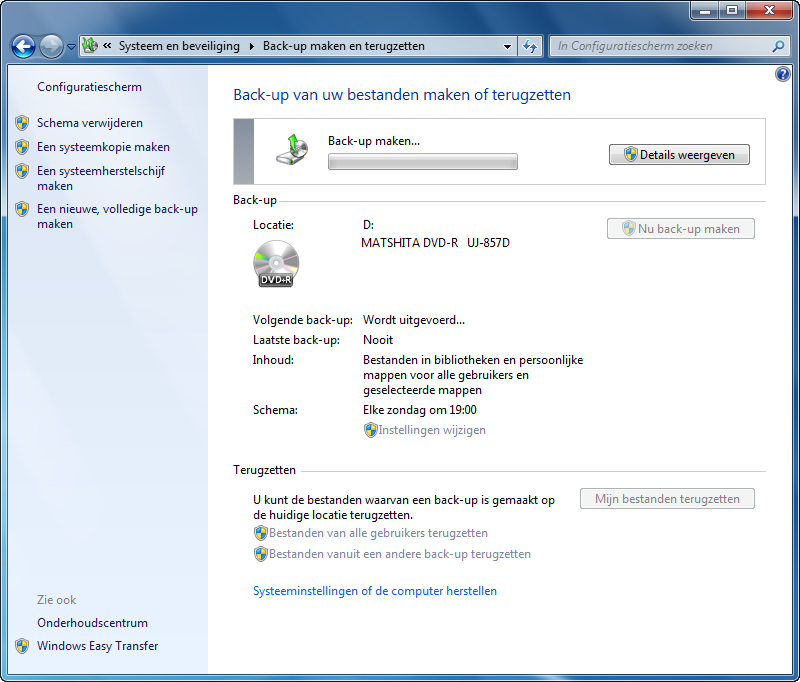 « Systeem en beveiliging Back-up maken en terugzetten
In Configuratiescherm zoeken
Configuratiescherm
Schema verwijderen
Een systeemkopie maken
Een systeemherstelschijf
maken
Een nieuwe, volledige back-up
maken
Zie ook
Onderhoudscentrum
Windows Easy Transfer
?
Back-up van uw bestanden maken of terugzetten
Back-up maken...
Details weergeven
Back-up
Locatie:
D:
MATSHITA DVD-R UJ-857D
DVD+R
Nu back-up maken
Volgende back-up: Wordt uitgevoerd...
Laatste back-up: Nooit
Inhoud: Bestanden in bibliotheken en persoonlijke
mappen voor alle gebruikers en
geselecteerde mappen
Schema: Elke zondag om 19:00
Instellingen wijzigen
Terugzetten
U kunt de bestanden waarvan een back-up is gemaakt op
de huidige locatie terugzetten.
Mijn bestanden terugzetten
Bestanden van alle gebruikers terugzetten
Bestanden vanuit een andere back-up terugzetten
Systeeminstellingen of de computer herstellen